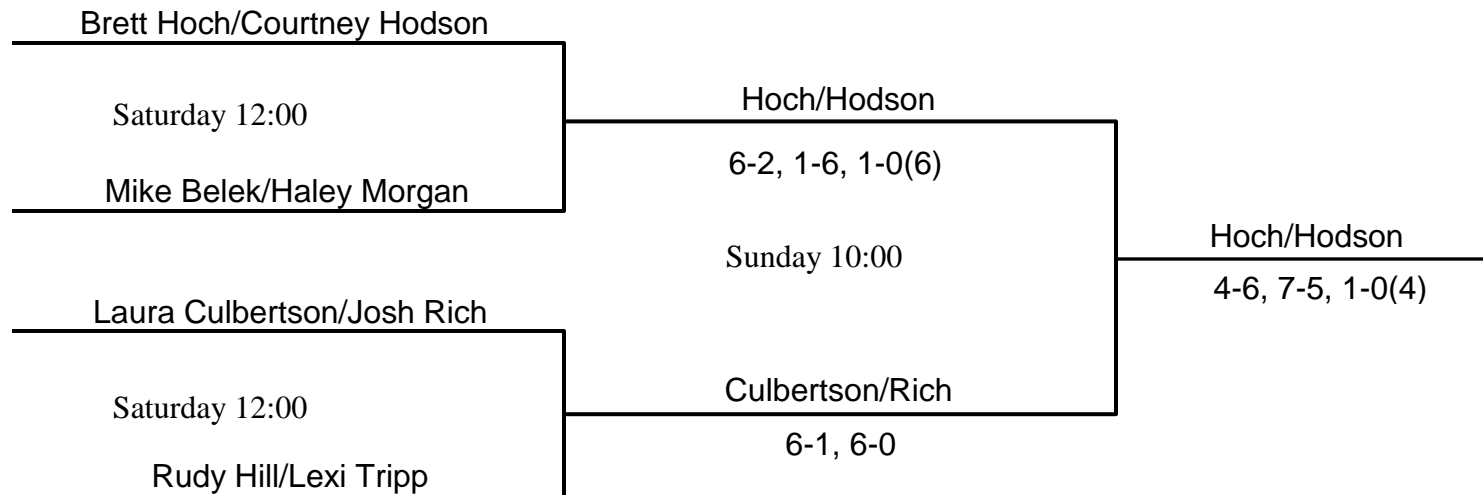 Brett Hoch/Courtney Hodson
Saturday 12:00
Mike Belek/Haley Morgan
Laura Culbertson/Josh Rich
Saturday 12:00
Rudy Hill/Lexi Tripp
Hoch/Hodson
6-2, 1-6, 1-0(6)
Sunday 10:00
Culbertson/Rich
6-1, 6-0
Hoch/Hodson
4-6, 7-5, 1-0(4)